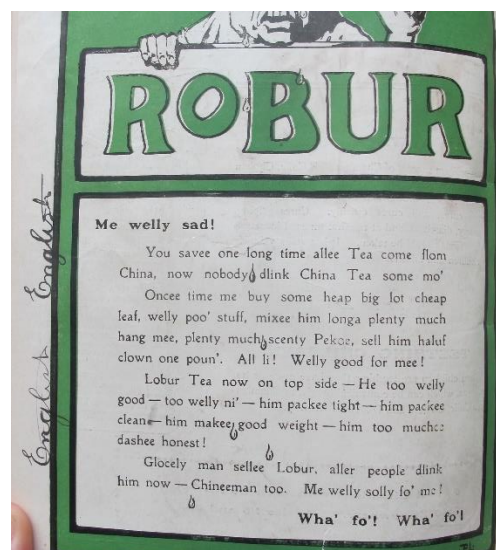 ROBUR
Me welly sad!
You savee one long time allee Tea come flom
China, now nobody dlink China Tea some mo'
Oncee time me buy some heap big lot cheap
leaf, welly poo' stuff, mixee him longa plenty much
hang mee, plenty much scenty Pekoe, sell him haluf
clown one poun'. All li! Welly good for mee!
Lobur Tea now on top side — He too welly
good — too welly ni' — him packee tight — him packee
clean — him makee good weight — him too muchee
dashee honest!
Glocely man sellee Lobur, aller people dlink
him now — Chineeman too. Me welly solly fo' me!
Wha' fo'! Wha' fo'!
English English